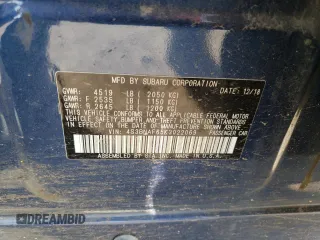 MFD. BY SUBARU CORPORATION
DATE: 12/18
GVWR: 4519 LB ( 2050 KG)
GAWR: F 2535 LB ( 1150 KG)
GAWR: R 2645 LB ( 1200 KG)
THIS VEHICLE CONFORMS TO ALL APPLICABLE FEDERAL MOTOR
VEHICLE SAFETY, BUMPER AND THEFT PREVENTION STANDARDS
IN EFFECT ON THE DATE OF MANUFACTURE SHOWN ABOVE.
VIN: PASSENGER CAR
ASSEMBLED BY SIA, INC. MADE IN U.S.A.
© DREAMBID